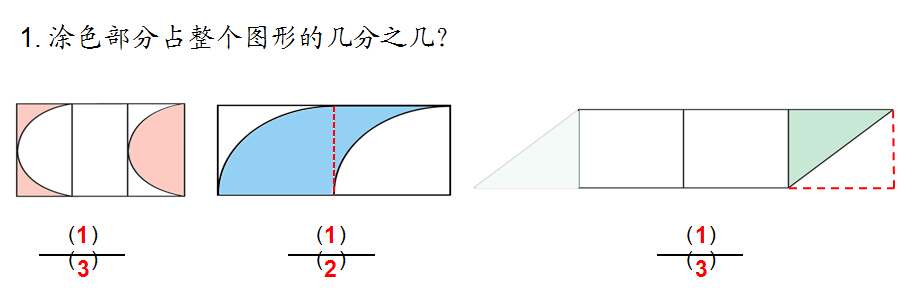 1. 涂色部分占整个图形的几分之几？
（1） （1） （1）
（3） （2） （3）